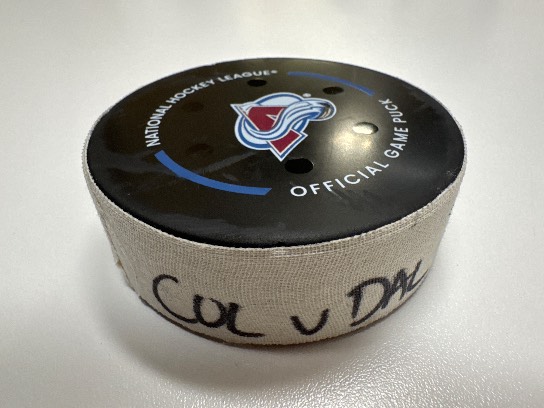 NATIONAL HOCKEY LEAGUE®
OFFICIAL GAME PUCK
COL v DAL